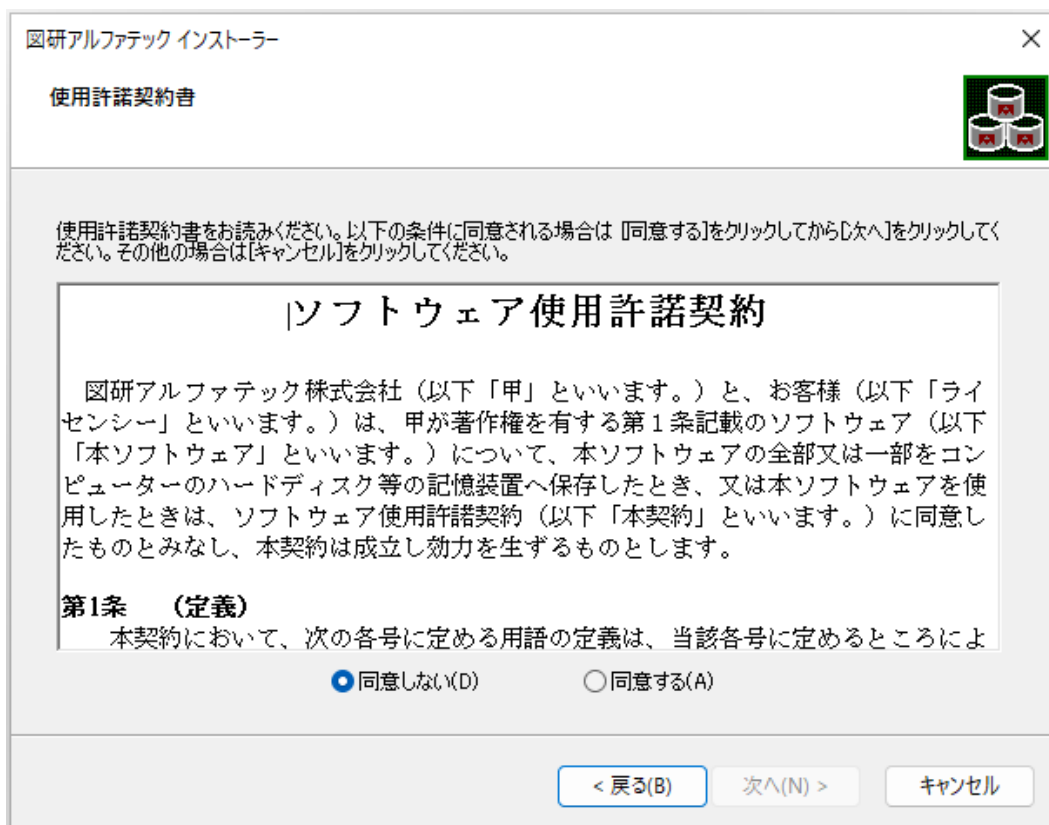 図研アルファテック インストーラー
使用許諾契約書
使用許諾契約書をお読みください。以下の条件に同意される場合は [同意する]をクリックしてから[次へ]をクリックしてく
ださい。その他の場合は[キャンセル]をクリックしてください。
ソフトウェア使用許諾契約
図研アルファテック株式会社（以下「甲」といいます。）と、お客様（以下「ライ
センシー」といいます。）は、甲が著作権を有する第1条記載のソフトウェア（以下
「本ソフトウェア」といいます。）について、本ソフトウェアの全部又は一部をコン
ピューターのハードディスク等の記憶装置へ保存したとき、又は本ソフトウェアを使
用したときは、ソフトウェア使用許諾契約（以下「本契約」といいます。）に同意し
たものとみなし、本契約は成立し効力を生ずるものとします。
第1条　（定義）
本契約において、次の各号に定める用語の定義は、当該各号に定めるところによ
同意しない(D)
同意する(A)
< 戻る(B)
次へ(N) >
キャンセル